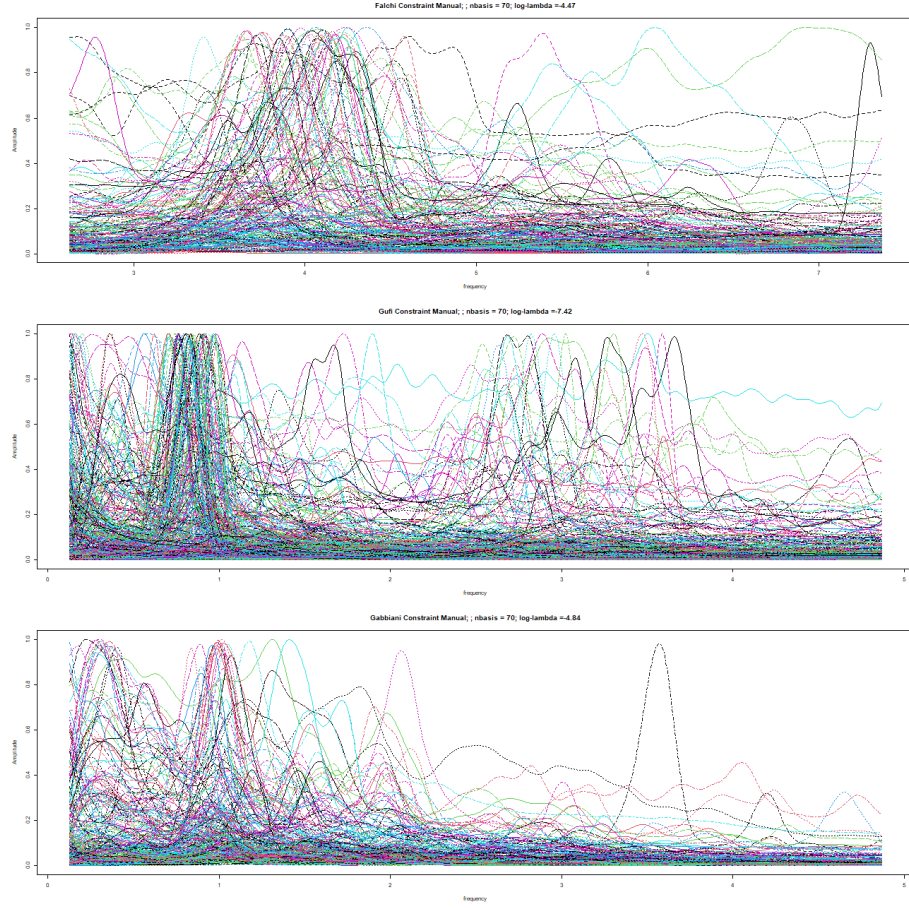 Falchi Constraint Manual; ; nbasis = 70; log-lambda =-4.47
Amplitude
1.0
0.8
0.6
0.4
0.2
0.0
3 4 5 6 7
frequency
Gufi Constraint Manual; ; nbasis = 70; log-lambda =-7.42
Amplitude
1.0
0.8
0.6
0.4
0.2
0.0
0 1 2 3 4 5
frequency
Gabbiani Constraint Manual; ; nbasis = 70; log-lambda =-4.84
Amplitude
1.0
0.8
0.6
0.4
0.2
0.0
0 1 2 3 4 5
frequency